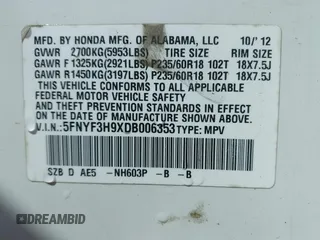 MFD. BY HONDA MFG. OF ALABAMA, LLC 10/'12
GVWR 2700KG(5953LBS) TIRE SIZE RIM SIZE
GAWR F 1325KG(2921LBS) P235/60R18 102T 18X7.5J
GAWR R1450KG(3197LBS) P235/60R18 102T 18X7.5J
THIS VEHICLE CONFORMS TO ALL APPLICABLE
FEDERAL MOTOR VEHICLE SAFETY AND
THEFT PREVENTION STANDARDS IN EFFECT ON
THE DATE OF MANUFACTURE SHOWN ABOVE.
V.I.N.: 5FNYF3H9XDB006353 TYPE: MPV
SZB D AE5 -NH603P -B -B
DREAMBID